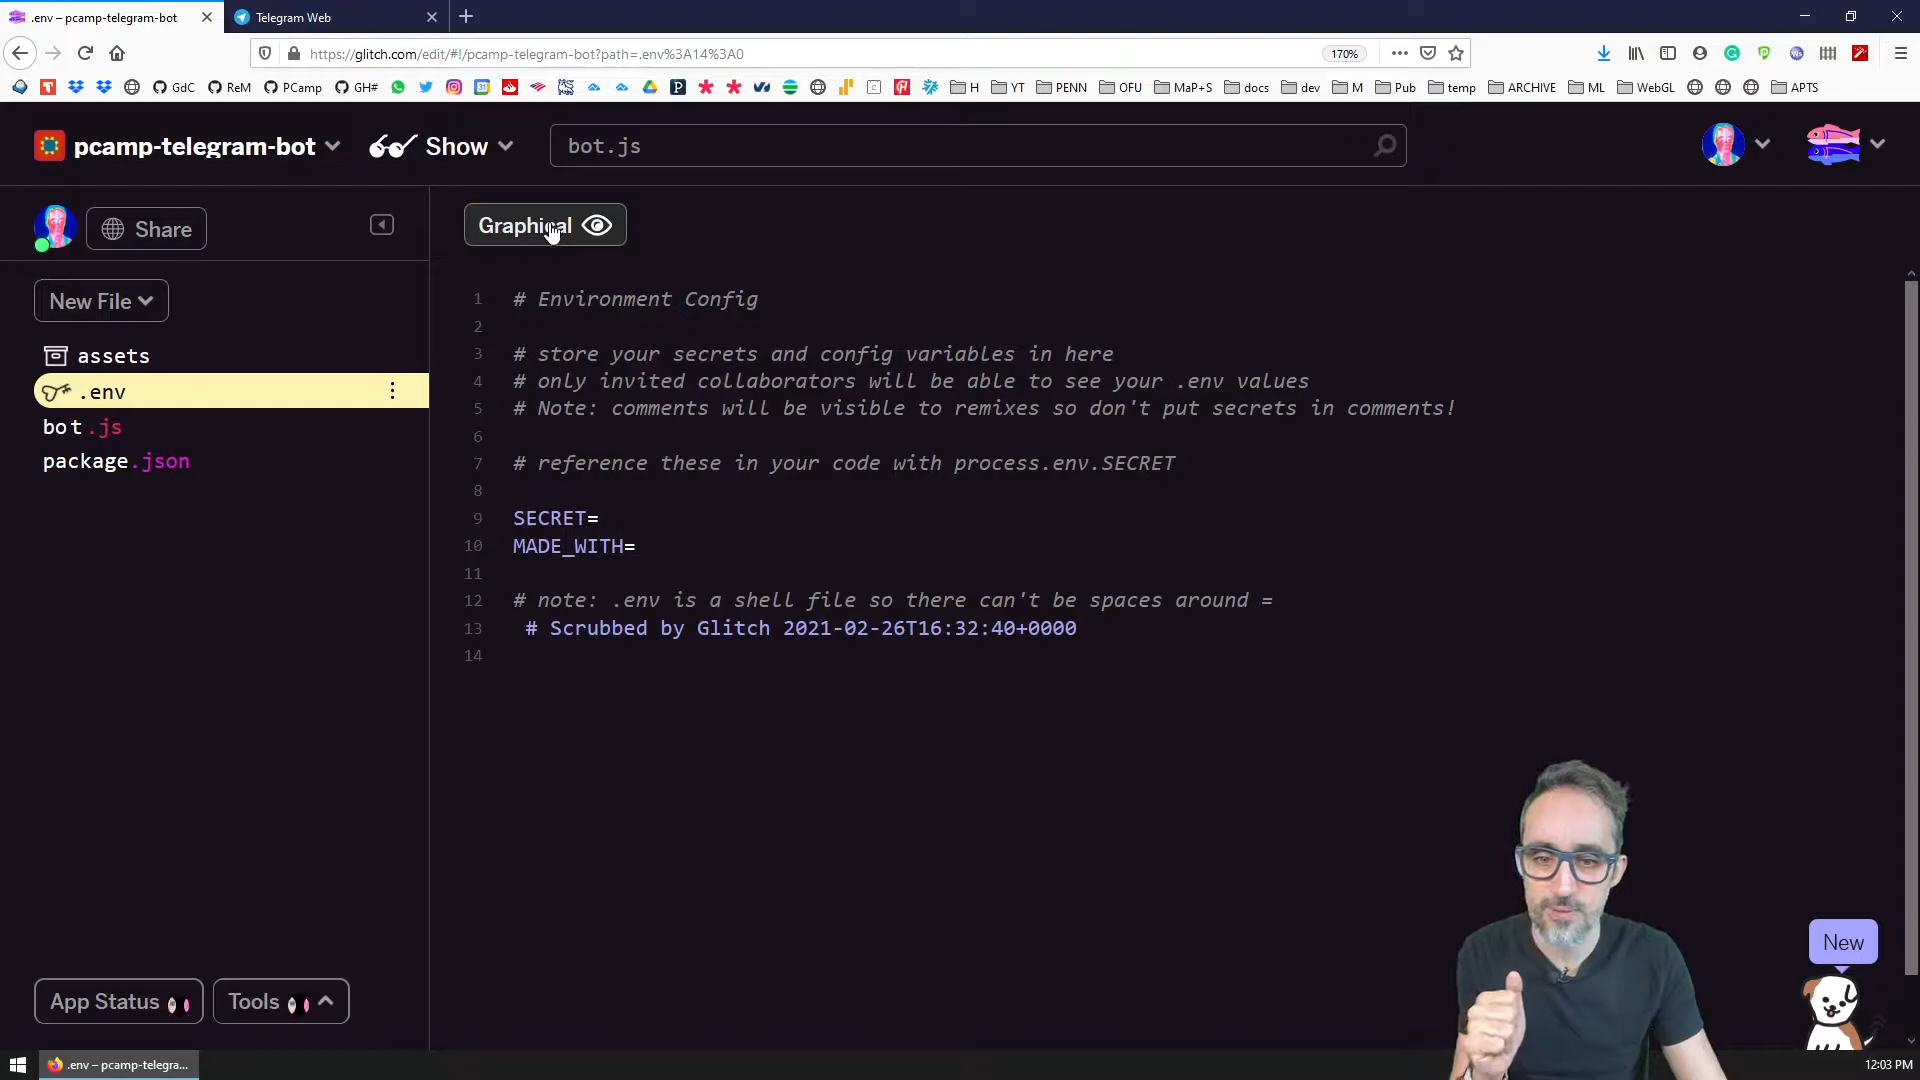 .env – pcamp-telegram-bot
Telegram Web
https://glitch.com/edit/#!/pcamp-telegram-bot?path=.env%3A14%3A0
170%
GdC
ReM
PCamp
GH#
H
YT
PENN
OFU
MaP+S
docs
dev
M
Pub
temp
ARCHIVE
ML
WebGL
APTS
pcamp-telegram-bot
Show
bot.js
Share
Graphical
New File
assets
.env
bot.js
package.json
1 # Environment Config
2
3 # store your secrets and config variables in here
4 # only invited collaborators will be able to see your .env values
5 # Note: comments will be visible to remixes so don't put secrets in comments!
6
7 # reference these in your code with process.env.SECRET
8
9 SECRET=
10 MADE_WITH=
11
12 # note: .env is a shell file so there can't be spaces around =
13 # Scrubbed by Glitch 2021-02-26T16:32:40+0000
14
New
App Status
Tools
.env – pcamp-telegra...
12:03 PM